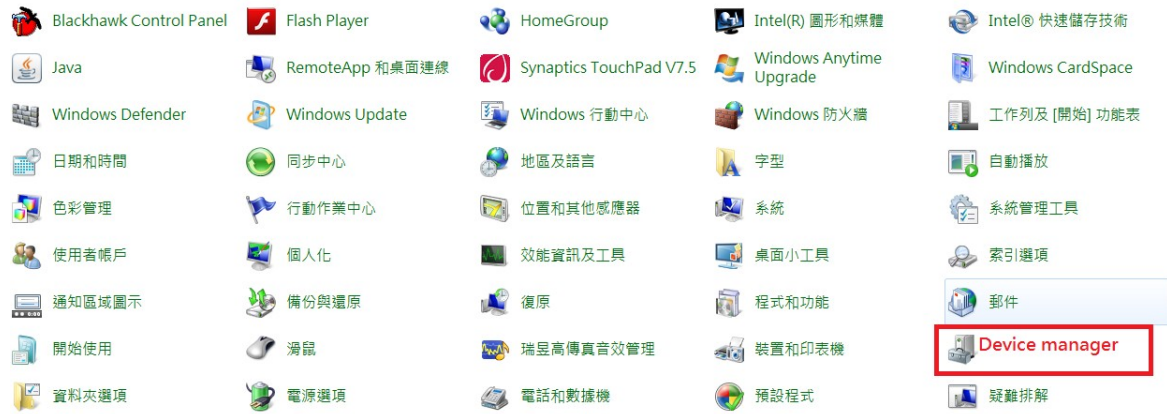 Blackhawk Control Panel
Flash Player
HomeGroup
Intel(R) 圖形和媒體
Intel® 快速儲存技術
Java
RemoteApp 和桌面連線
Synaptics TouchPad V7.5
Windows Anytime
Upgrade
Windows CardSpace
Windows Defender
Windows Update
Windows 行動中心
Windows 防火牆
工作列及 [開始] 功能表
日期和時間
同步中心
地區及語言
字型
自動播放
色彩管理
行動作業中心
位置和其他感應器
系統
系統管理工具
使用者帳戶
個人化
效能資訊及工具
桌面小工具
索引選項
通知區域圖示
備份與還原
復原
程式和功能
郵件
開始使用
滑鼠
瑞昱高傳真音效管理
裝置和印表機
Device manager
資料夾選項
電源選項
電話和數據機
預設程式
疑難排解